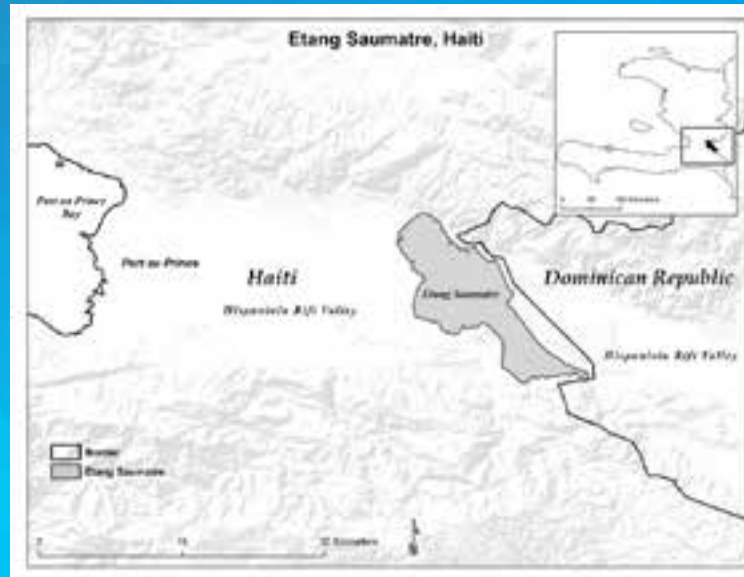 Etang Saumatre, Haiti
Port au Prince
Bay
Port au Prince
Haiti
Hispaniola Rift Valley
Etang Saumatre
Dominican Republic
Hispaniola Rift Valley
Border
Etang Saumatre
Kilometers